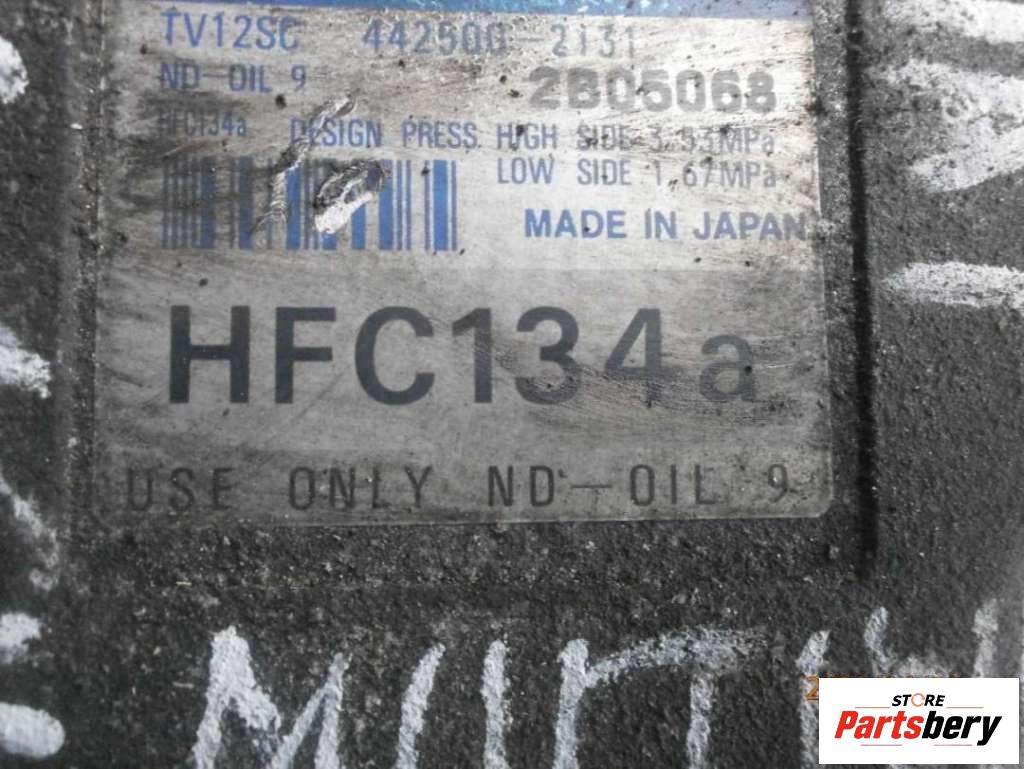 TV12SC 442500-2131
ND-OIL 9
2B05068
HFC134a DESIGN PRESS. HIGH SIDE 3.53MPa
LOW SIDE 1.67MPa
MADE IN JAPAN
HFC134a
USE ONLY ND-OIL 9
STORE
Partsbery